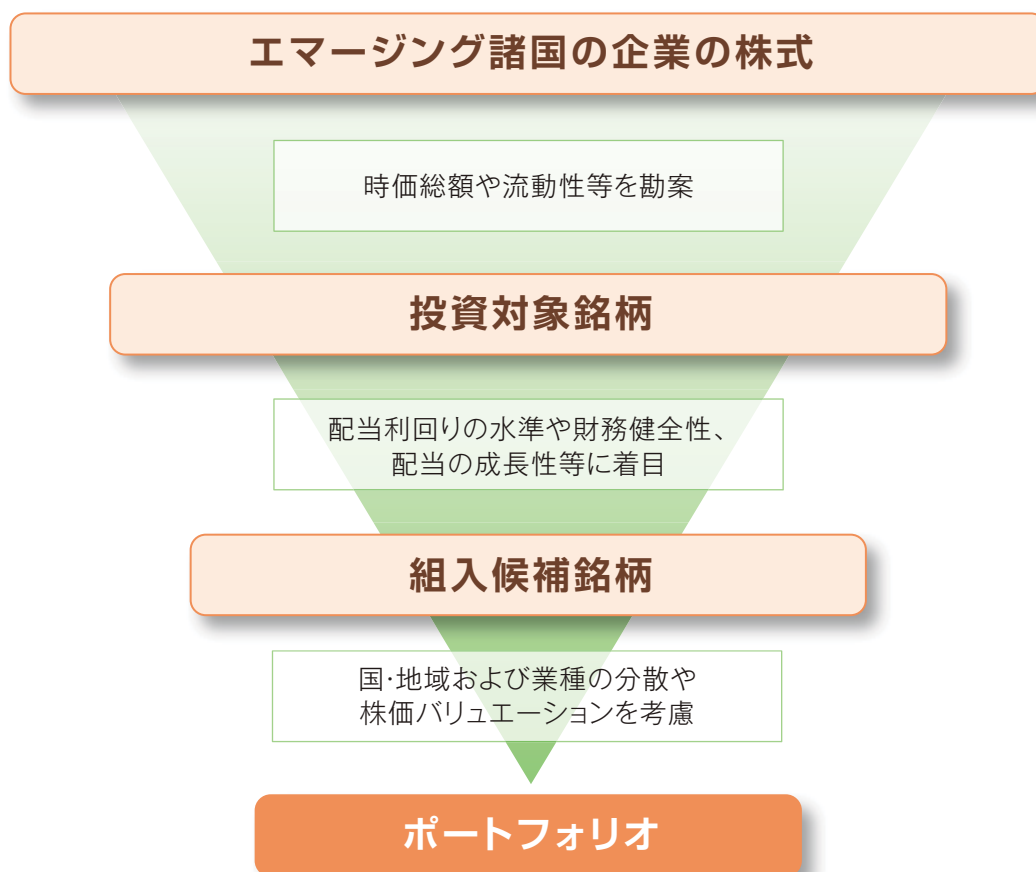 エマージング諸国の企業の株式
時価総額や流動性等を勘案
投資対象銘柄
配当利回りの水準や財務健全性、
配当の成長性等に着目
組入候補銘柄
国･地域および業種の分散や
株価バリュエーションを考慮
ポートフォリオ